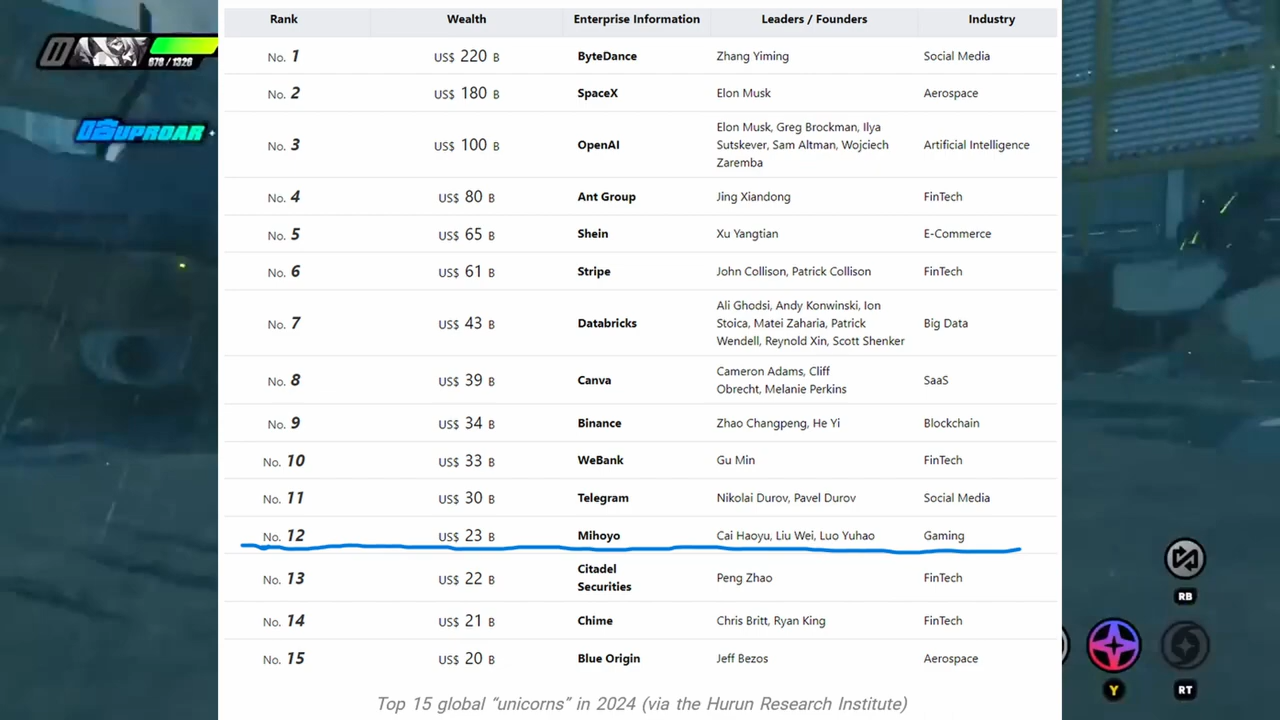 Rank Wealth Enterprise Information Leaders / Founders Industry
No. 1 US$ 220 B ByteDance Zhang Yiming Social Media
No. 2 US$ 180 B SpaceX Elon Musk Aerospace
No. 3 US$ 100 B OpenAI Elon Musk, Greg Brockman, Ilya
Sutskever, Sam Altman, Wojciech
Zaremba Artificial Intelligence
No. 4 US$ 80 B Ant Group Jing Xiandong FinTech
No. 5 US$ 65 B Shein Xu Yangtian E-Commerce
No. 6 US$ 61 B Stripe John Collison, Patrick Collison FinTech
No. 7 US$ 43 B Databricks Ali Ghodsi, Andy Konwinski, Ion
Stoica, Matei Zaharia, Patrick
Wendell, Reynold Xin, Scott Shenker Big Data
No. 8 US$ 39 B Canva Cameron Adams, Cliff
Obrecht, Melanie Perkins SaaS
No. 9 US$ 34 B Binance Zhao Changpeng, He Yi Blockchain
No. 10 US$ 33 B WeBank Gu Min FinTech
No. 11 US$ 30 B Telegram Nikolai Durov, Pavel Durov Social Media
No. 12 US$ 23 B Mihoyo Cai Haoyu, Liu Wei, Luo Yuhao Gaming
No. 13 US$ 22 B Citadel
Securities Peng Zhao FinTech
No. 14 US$ 21 B Chime Chris Britt, Ryan King FinTech
No. 15 US$ 20 B Blue Origin Jeff Bezos Aerospace
Top 15 global “unicorns” in 2024 (via the Hurun Research Institute)
678 / 1326
UPROAR
RB
Y
RT